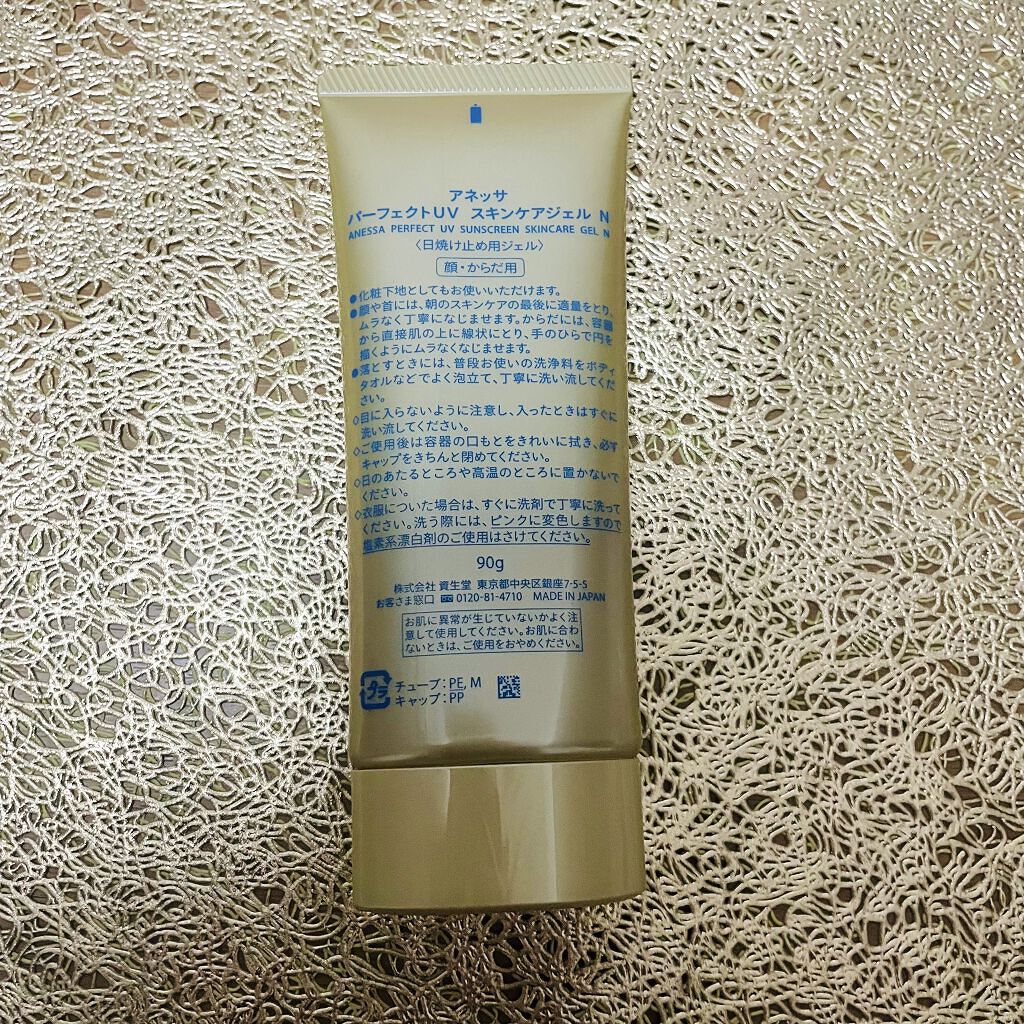 アネッサ
パーフェクトUV スキンケアジェル N
ANESSA PERFECT UV SUNSCREEN SKINCARE GEL N
〈日焼け止め用ジェル〉
顔・からだ用
●化粧下地としてもお使いいただけます。
●顔や首には、朝のスキンケアの最後に適量をとり、
ムラなく丁寧になじませます。からだには、容器
から直接肌の上に線状にとり、手のひらで円を
描くようにムラなくなじませます。
●落とすときには、普段お使いの洗浄料をボディ
タオルなどでよく泡立て、丁寧に洗い流してくだ
さい。
◇目に入らないように注意し、入ったときはすぐに
洗い流してください。
◇ご使用後は容器の口もとをきれいに拭き、必ず
キャップをきちんと閉めてください。
◇日のあたるところや高温のところに置かないで
ください。
◇衣服についた場合は、すぐに洗剤で丁寧に洗って
ください。洗う際には、ピンクに変色しますので
塩素系漂白剤のご使用はさけてください。
90g
株式会社 資生堂 東京都中央区銀座7-5-5
お客さま窓口 0120-81-4710 MADE IN JAPAN
お肌に異常が生じていないかよく注
意して使用してください。お肌に合わ
ないときは、ご使用をおやめください。
プラ チューブ:PE, M
キャップ:PP